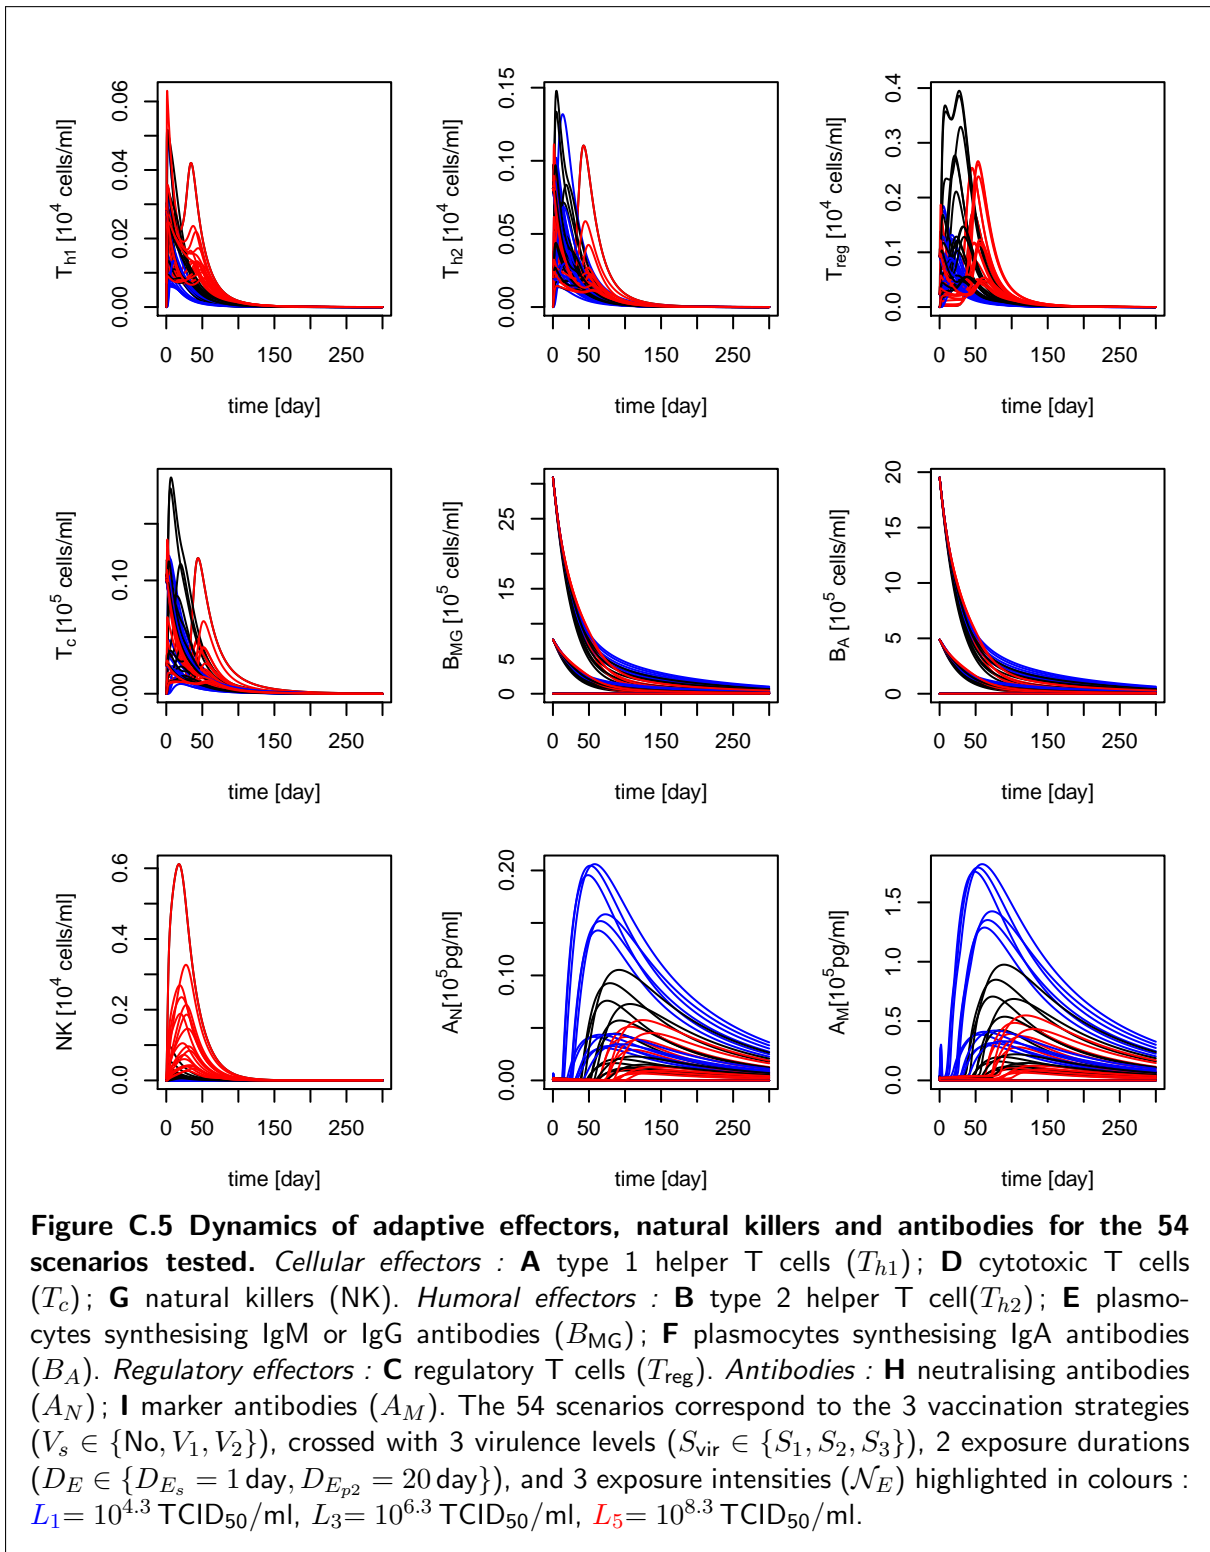 T_h1 [10^4 cells/ml]
0.00 0.02 0.04 0.06
0 50 150 250
time [day]
T_h2 [10^4 cells/ml]
0.00 0.05 0.10 0.15
0 50 150 250
time [day]
T_reg [10^4 cells/ml]
0.0 0.1 0.2 0.3 0.4
0 50 150 250
time [day]
T_c [10^5 cells/ml]
0.00 0.10
0 50 150 250
time [day]
B_MG [10^5 cells/ml]
0 5 15 25
0 50 150 250
time [day]
B_A [10^5 cells/ml]
0 5 10 15 20
0 50 150 250
time [day]
NK [10^4 cells/ml]
0.0 0.2 0.4 0.6
0 50 150 250
time [day]
A_N[10^5pg/ml]
0.00 0.10 0.20
0 50 150 250
time [day]
A_M[10^5pg/ml]
0.0 0.5 1.0 1.5
0 50 150 250
time [day]
Figure C.5 Dynamics of adaptive effectors, natural killers and antibodies for the 54
scenarios tested. Cellular effectors : A type 1 helper T cells (T_h1) ; D cytotoxic T cells
(T_c) ; G natural killers (NK). Humoral effectors : B type 2 helper T cell(T_h2) ; E plasmo-
cytes synthesising IgM or IgG antibodies (B_MG) ; F plasmocytes synthesising IgA antibodies
(B_A). Regulatory effectors : C regulatory T cells (T_reg). Antibodies : H neutralising antibodies
(A_N) ; I marker antibodies (A_M). The 54 scenarios correspond to the 3 vaccination strategies
(V_s ∈ {No, V_1, V_2}), crossed with 3 virulence levels (S_vir ∈ {S_1, S_2, S_3}), 2 exposure durations
(D_E ∈ {D_{E_s} = 1 day, D_{E_{p2}} = 20 day}), and 3 exposure intensities (𝒩_E) highlighted in colours :
L_1= 10^4.3 TCID_50/ml, L_3= 10^6.3 TCID_50/ml, L_5= 10^8.3 TCID_50/ml.